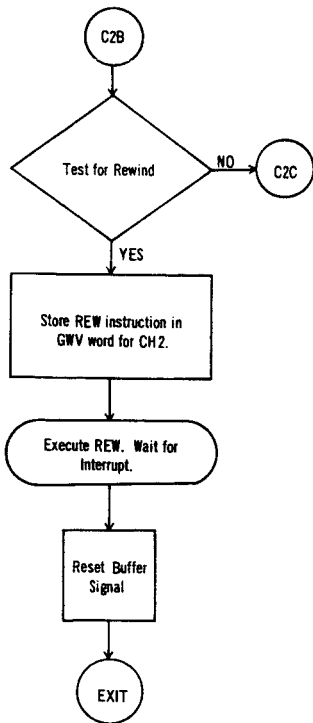 C2B
Test for Rewind
NO
C2C
YES
Store REW instruction in
GWV word for CH 2.
Execute REW. Wait for
Interrupt.
Reset Buffer
Signal
EXIT